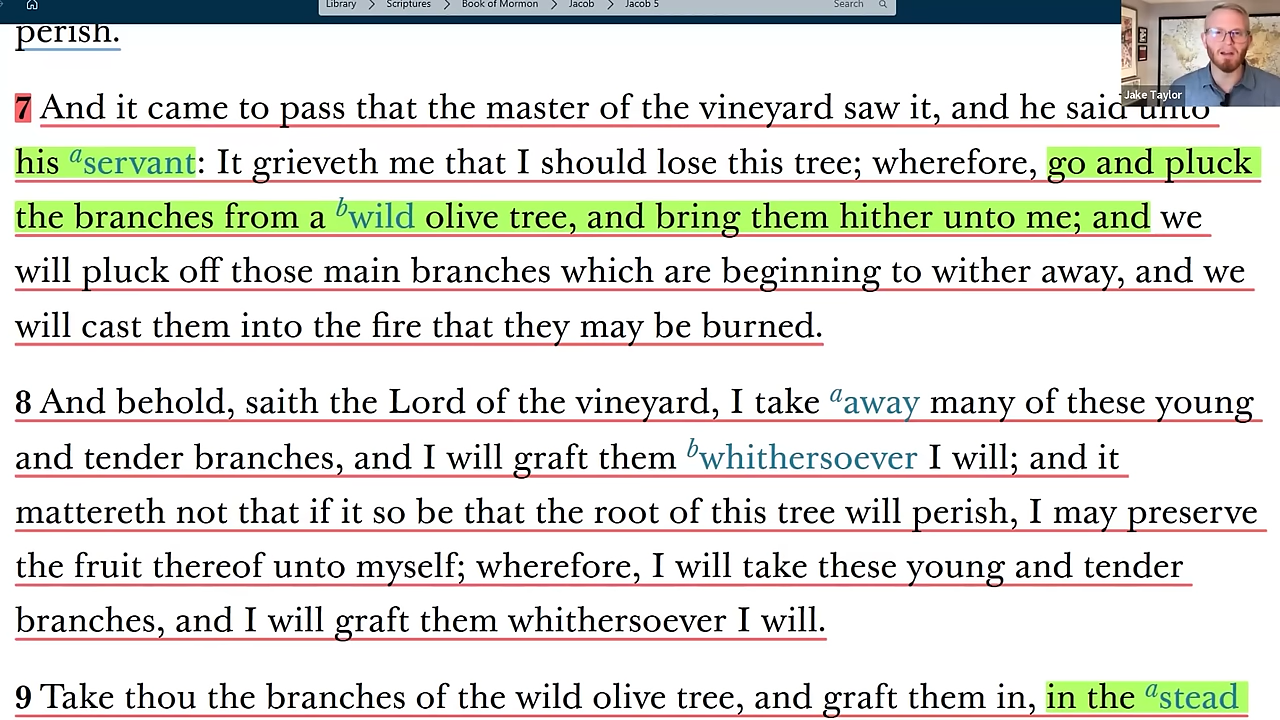 Library > Scriptures > Book of Mormon > Jacob > Jacob 5 Search
perish.
Jake Taylor
7 And it came to pass that the master of the vineyard saw it, and he said unto
his a servant: It grieveth me that I should lose this tree; wherefore, go and pluck
the branches from a b wild olive tree, and bring them hither unto me; and we
will pluck off those main branches which are beginning to wither away, and we
will cast them into the fire that they may be burned.
8 And behold, saith the Lord of the vineyard, I take a away many of these young
and tender branches, and I will graft them b whithersoever I will; and it
mattereth not that if it so be that the root of this tree will perish, I may preserve
the fruit thereof unto myself; wherefore, I will take these young and tender
branches, and I will graft them whithersoever I will.
9 Take thou the branches of the wild olive tree, and graft them in, in the a stead